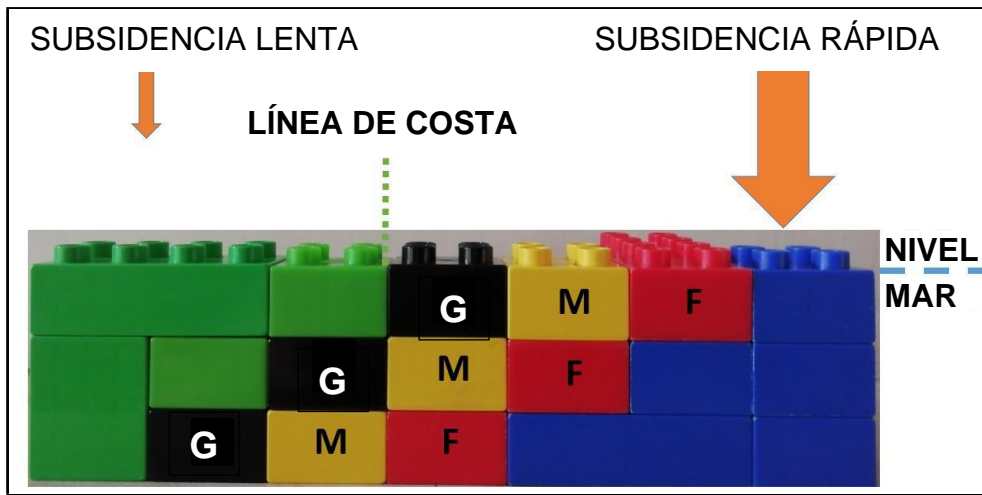 SUBSIDENCIA LENTA
SUBSIDENCIA RÁPIDA
LÍNEA DE COSTA
NIVEL
MAR
G
M
F
G
M
F
G
M
F